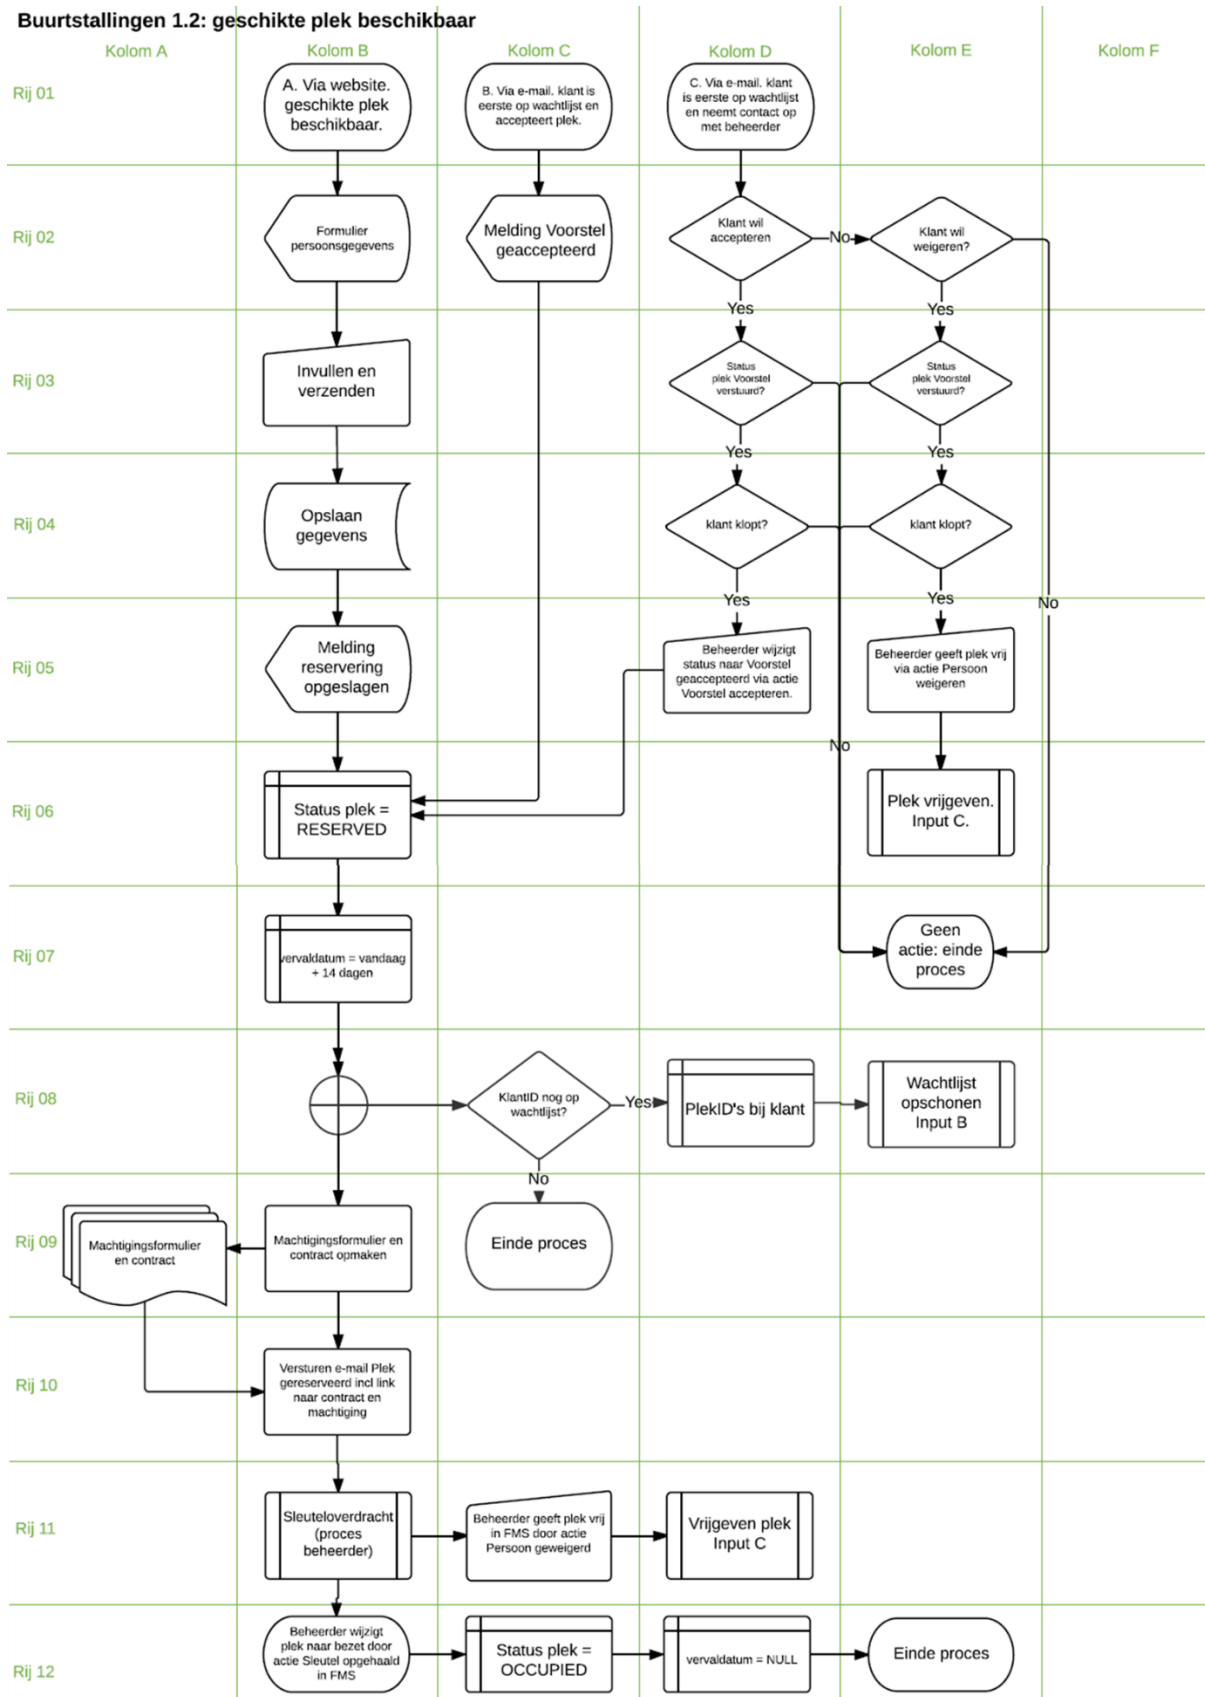 Buurtstallingen 1.2: geschikte plek beschikbaar
Kolom A
Kolom B
Kolom C
Kolom D
Kolom E
Kolom F
Rij 01
A. Via website.
geschikte plek
beschikbaar.
B. Via e-mail. klant is
eerste op wachtlijst en
accepteert plek.
C. Via e-mail. klant
is eerste op wachtlijst
en neemt contact op
met beheerder
Rij 02
Formulier
persoonsgegevens
Melding Voorstel
geaccepteerd
Klant wil
accepteren
No
Klant wil
weigeren?
Yes
Yes
Rij 03
Invullen en
verzenden
Status
plek Voorstel
verstuurd?
Status
plek Voorstel
verstuurd?
Yes
Yes
Rij 04
Opslaan
gegevens
klant klopt?
klant klopt?
Yes
Yes
No
Rij 05
Melding
reservering
opgeslagen
Beheerder wijzigt
status naar Voorstel
geaccepteerd via actie
Voorstel accepteren.
Beheerder geeft plek vrij
via actie Persoon
weigeren
No
Rij 06
Status plek =
RESERVED
Plek vrijgeven.
Input C.
Rij 07
vervaldatum = vandaag
+ 14 dagen
Geen
actie: einde
proces
Rij 08
KlantID nog op
wachtlijst?
Yes
PlekID's bij klant
Wachtlijst
opschonen
Input B
No
Rij 09
Machtigingsformulier
en contract
Machtigingsformulier en
contract opmaken
Einde proces
Rij 10
Versturen e-mail Plek
gereserveerd incl link
naar contract en
machtiging
Rij 11
Sleuteloverdracht
(proces
beheerder)
Beheerder geeft plek vrij
in FMS door actie
Persoon geweigerd
Vrijgeven plek
Input C
Rij 12
Beheerder wijzigt
plek naar bezet door
actie Sleutel opgehaald
in FMS
Status plek =
OCCUPIED
vervaldatum = NULL
Einde proces